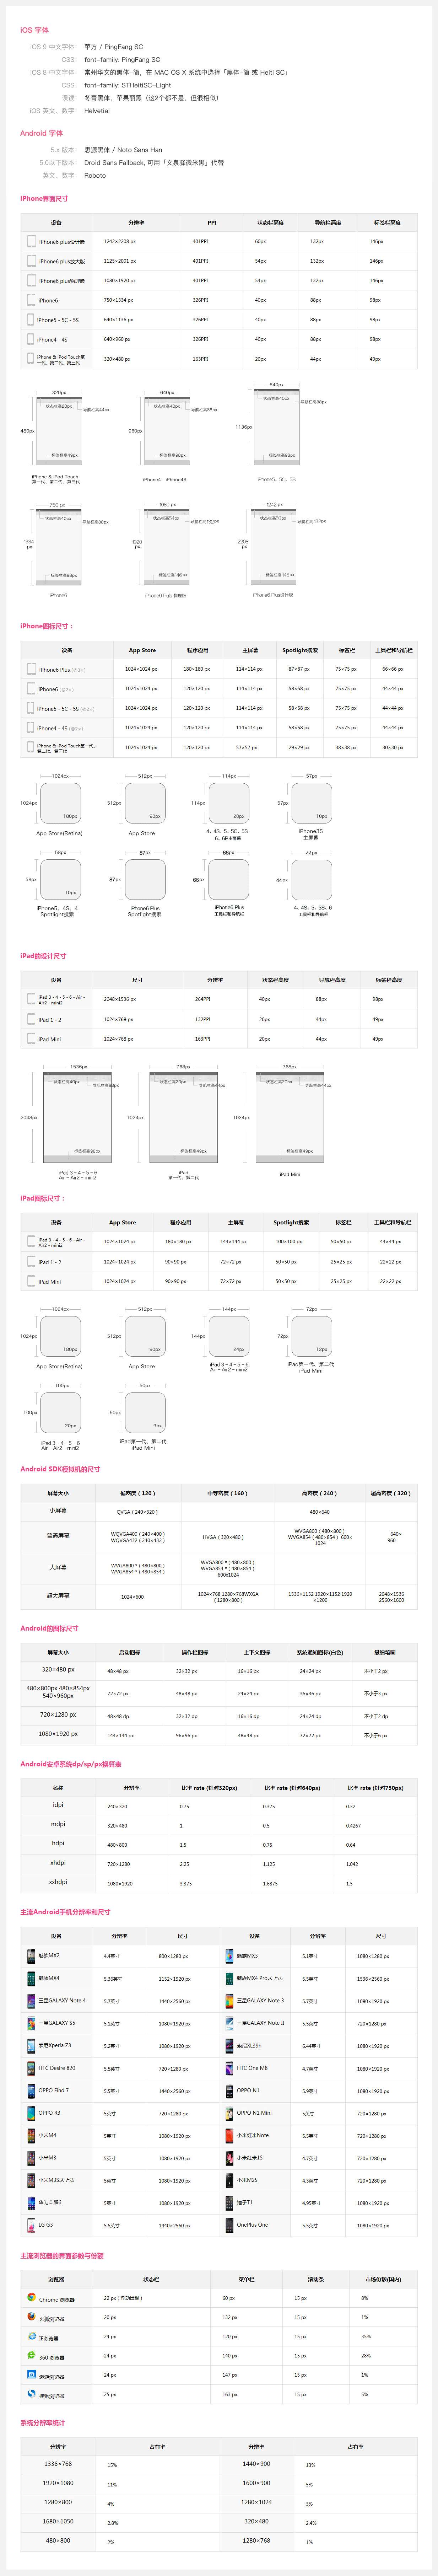 iOS 字体
iOS 9 中文字体： 苹方 / PingFang SC
CSS： font-family: PingFang SC
iOS 8 中文字体： 常州华文的黑体-简，在 MAC OS X 系统中选择「黑体-简 或 Heiti SC」
CSS： font-family: STHeitiSC-Light
误读： 冬青黑体、苹果丽黑（这2个都不是，但很相似）
iOS 英文、数字： Helvetial
Android 字体
5.x 版本： 思源黑体 / Noto Sans Han
5.0以下版本： Droid Sans Fallback, 可用「文泉驿微米黑」代替
英文、数字： Roboto
iPhone界面尺寸
设备 分辨率 PPI 状态栏高度 导航栏高度 标签栏高度
iPhone6 plus设计版 1242×2208 px 401PPI 60px 132px 146px
iPhone6 plus放大版 1125×2001 px 401PPI 54px 132px 146px
iPhone6 plus物理版 1080×1920 px 401PPI 54px 132px 146px
iPhone6 750×1334 px 326PPI 40px 88px 98px
iPhone5 - 5C - 5S 640×1136 px 326PPI 40px 88px 98px
iPhone4 - 4S 640×960 px 326PPI 40px 88px 98px
iPhone & iPod Touch第一代、第二代、第三代 320×480 px 163PPI 20px 44px 49px
320px 640px 640px
状态栏高20px 状态栏高40px 状态栏高40px
导航栏高44px 导航栏高88px 导航栏高88px
480px 960px 1136px
标签栏高49px 标签栏高98px 标签栏高98px
iPhone & iPod Touch
第一代、第二代、第三代
iPhone4 - iPhone4S
iPhone5、5C、5S
750 px 1080 px 1242 px
状态栏高40px 状态栏高54px 状态栏高60px
导航栏高88px 导航栏高132px 导航栏高132px
1334 px 1920 px 2208 px
标签栏高98px 标签栏高146px 标签栏高146px
iPhone6 iPhone6 Puls 物理版 iPhone6 Plus设计版
iPhone图标尺寸：
设备 App Store 程序应用 主屏幕 Spotlight搜索 标签栏 工具栏和导航栏
iPhone6 Plus (@3×) 1024×1024 px 180×180 px 114×114 px 87×87 px 75×75 px 66×66 px
iPhone6 (@2×) 1024×1024 px 120×120 px 114×114 px 58×58 px 75×75 px 44×44 px
iPhone5 - 5C - 5S (@2×) 1024×1024 px 120×120 px 114×114 px 58×58 px 75×75 px 44×44 px
iPhone4 - 4S (@2×) 1024×1024 px 120×120 px 114×114 px 58×58 px 75×75 px 44×44 px
iPhone & iPod Touch第一代、第二代、第三代 1024×1024 px 120×120 px 57×57 px 29×29 px 38×38 px 30×30 px
1024px 512px 114px 57px
1024px 512px 114px 57px
180px 90px 20px 10px
App Store(Retina) App Store 4、4S、5、5C、5S iPhone3S
6、6P主屏幕 主屏幕
58px 87px 66px 44px
58px 87px 66px 44px
10px
iPhone5、4S、4 iPhone6 Plus iPhone6 Plus 4、4S、5、5S、6
Spotlight搜索 Spotlight搜索 工具栏和导航栏 工具栏和导航栏
iPad的设计尺寸
设备 尺寸 分辨率 状态栏高度 导航栏高度 标签栏高度
iPad 3 - 4 - 5 - 6 - Air - Air2 - mini2 2048×1536 px 264PPI 40px 88px 98px
iPad 1 - 2 1024×768 px 132PPI 20px 44px 49px
iPad Mini 1024×768 px 163PPI 20px 44px 49px
1536px 768px 768px
状态栏高40px 状态栏高20px 状态栏高20px
导航栏高88px 导航栏高44px 导航栏高44px
2048px 1024px 1024px
标签栏高98px 标签栏高49px 标签栏高49px
iPad 3 - 4 - 5 - 6 iPad iPad Mini
Air - Air2 - mini2 第一代、第二代
iPad图标尺寸：
设备 App Store 程序应用 主屏幕 Spotlight搜索 标签栏 工具栏和导航栏
iPad 3 - 4 - 5 - 6 - Air - Air2 - mini2 1024×1024 px 180×180 px 144×144 px 100×100 px 50×50 px 44×44 px
iPad 1 - 2 1024×1024 px 90×90 px 72×72 px 50×50 px 25×25 px 22×22 px
iPad Mini 1024×1024 px 90×90 px 72×72 px 50×50 px 25×25 px 22×22 px
1024px 512px 144px 72px
1024px 512px 144px 72px
180px 90px 24px 12px
App Store(Retina) App Store iPad 3 - 4 - 5 - 6 iPad第一代、第二代
Air - Air2 - mini2 iPad Mini
100px 50px
100px 50px
20px 9px
iPad 3 - 4 - 5 - 6 iPad第一代、第二代
Air - Air2 - mini2 iPad Mini
Android SDK模拟机的尺寸
屏幕大小 低密度（120） 中等密度（160） 高密度（240） 超高密度（320）
小屏幕 QVGA（240×320） 480×640
普通屏幕 WQVGA400（240×400） WQVGA432（240×432） HVGA（320×480） WVGA800（480×800） WVGA854（480×854） 600×1024 640×960
大屏幕 WVGA800 *（480×800） WVGA854 *（480×854） WVGA800 *（480×800） WVGA854 *（480×854） 600x1024
超大屏幕 1024×600 1024×768 1280×768WXGA（1280×800） 1536×1152 1920×1152 1920×1200 2048×1536 2560×1600
Android的图标尺寸
屏幕大小 启动图标 操作栏图标 上下文图标 系统通知图标(白色) 最细笔画
320×480 px 48×48 px 32×32 px 16×16 px 24×24 px 不小于2 px
480×800px 480×854px 540×960px 72×72 px 48×48 px 24×24 px 36×36 px 不小于3 px
720×1280 px 48×48 dp 32×32 dp 16×16 dp 24×24 dp 不小于2 dp
1080×1920 px 144×144 px 96×96 px 48×48 px 72×72 px 不小于6 px
Android安卓系统dp/sp/px换算表
名称 分辨率 比率 rate (针对320px) 比率 rate (针对640px) 比率 rate (针对750px)
idpi 240×320 0.75 0.375 0.32
mdpi 320×480 1 0.5 0.4267
hdpi 480×800 1.5 0.75 0.64
xhdpi 720×1280 2.25 1.125 1.042
xxhdpi 1080×1920 3.375 1.6875 1.5
主流Android手机分辨率和尺寸
设备 分辨率 尺寸 设备 分辨率 尺寸
魅族MX2 4.4英寸 800×1280 px 魅族MX3 5.1英寸 1080×1280 px
魅族MX4 5.36英寸 1152×1920 px 魅族MX4 Pro未上市 5.5英寸 1536×2560 px
三星GALAXY Note 4 5.7英寸 1440×2560 px 三星GALAXY Note 3 5.7英寸 1080×1920 px
三星GALAXY S5 5.1英寸 1080×1920 px 三星GALAXY Note II 5.5英寸 720×1280 px
索尼Xperia Z3 5.2英寸 1080×1920 px 索尼XL39h 6.44英寸 1080×1920 px
HTC Desire 820 5.5英寸 720×1280 px HTC One M8 4.7英寸 1080×1920 px
OPPO Find 7 5.5英寸 1440×2560 px OPPO N1 5.9英寸 1080×1920 px
OPPO R3 5英寸 720×1280 px OPPO N1 Mini 5英寸 720×1280 px
小米M4 5英寸 1080×1920 px 小米红米Note 5.5英寸 720×1280 px
小米M3 5英寸 1080×1920 px 小米红米1S 4.7英寸 720×1280 px
小米M3S未上市 5英寸 1080×1920 px 小米M2S 4.3英寸 720×1280 px
华为荣耀6 5英寸 1080×1920 px 锤子T1 4.95英寸 1080×1920 px
LG G3 5.5英寸 1440×2560 px OnePlus One 5.5英寸 1080×1920 px
主流浏览器的界面参数与份额
浏览器 状态栏 菜单栏 滚动条 市场份额(国内)
Chrome 浏览器 22 px（浮动出现） 60 px 15 px 8%
火狐浏览器 20 px 132 px 15 px 1%
IE浏览器 24 px 120 px 15 px 35%
360 浏览器 24 px 140 px 15 px 28%
遨游浏览器 24 px 147 px 15 px 1%
搜狗浏览器 25 px 163 px 15 px 5%
系统分辨率统计
分辨率 占有率 分辨率 占有率
1336×768 15% 1440×900 13%
1920×1080 11% 1600×900 5%
1280×800 4% 1280×1024 3%
1680×1050 2.8% 320×480 2.4%
480×800 2% 1280×768 1%